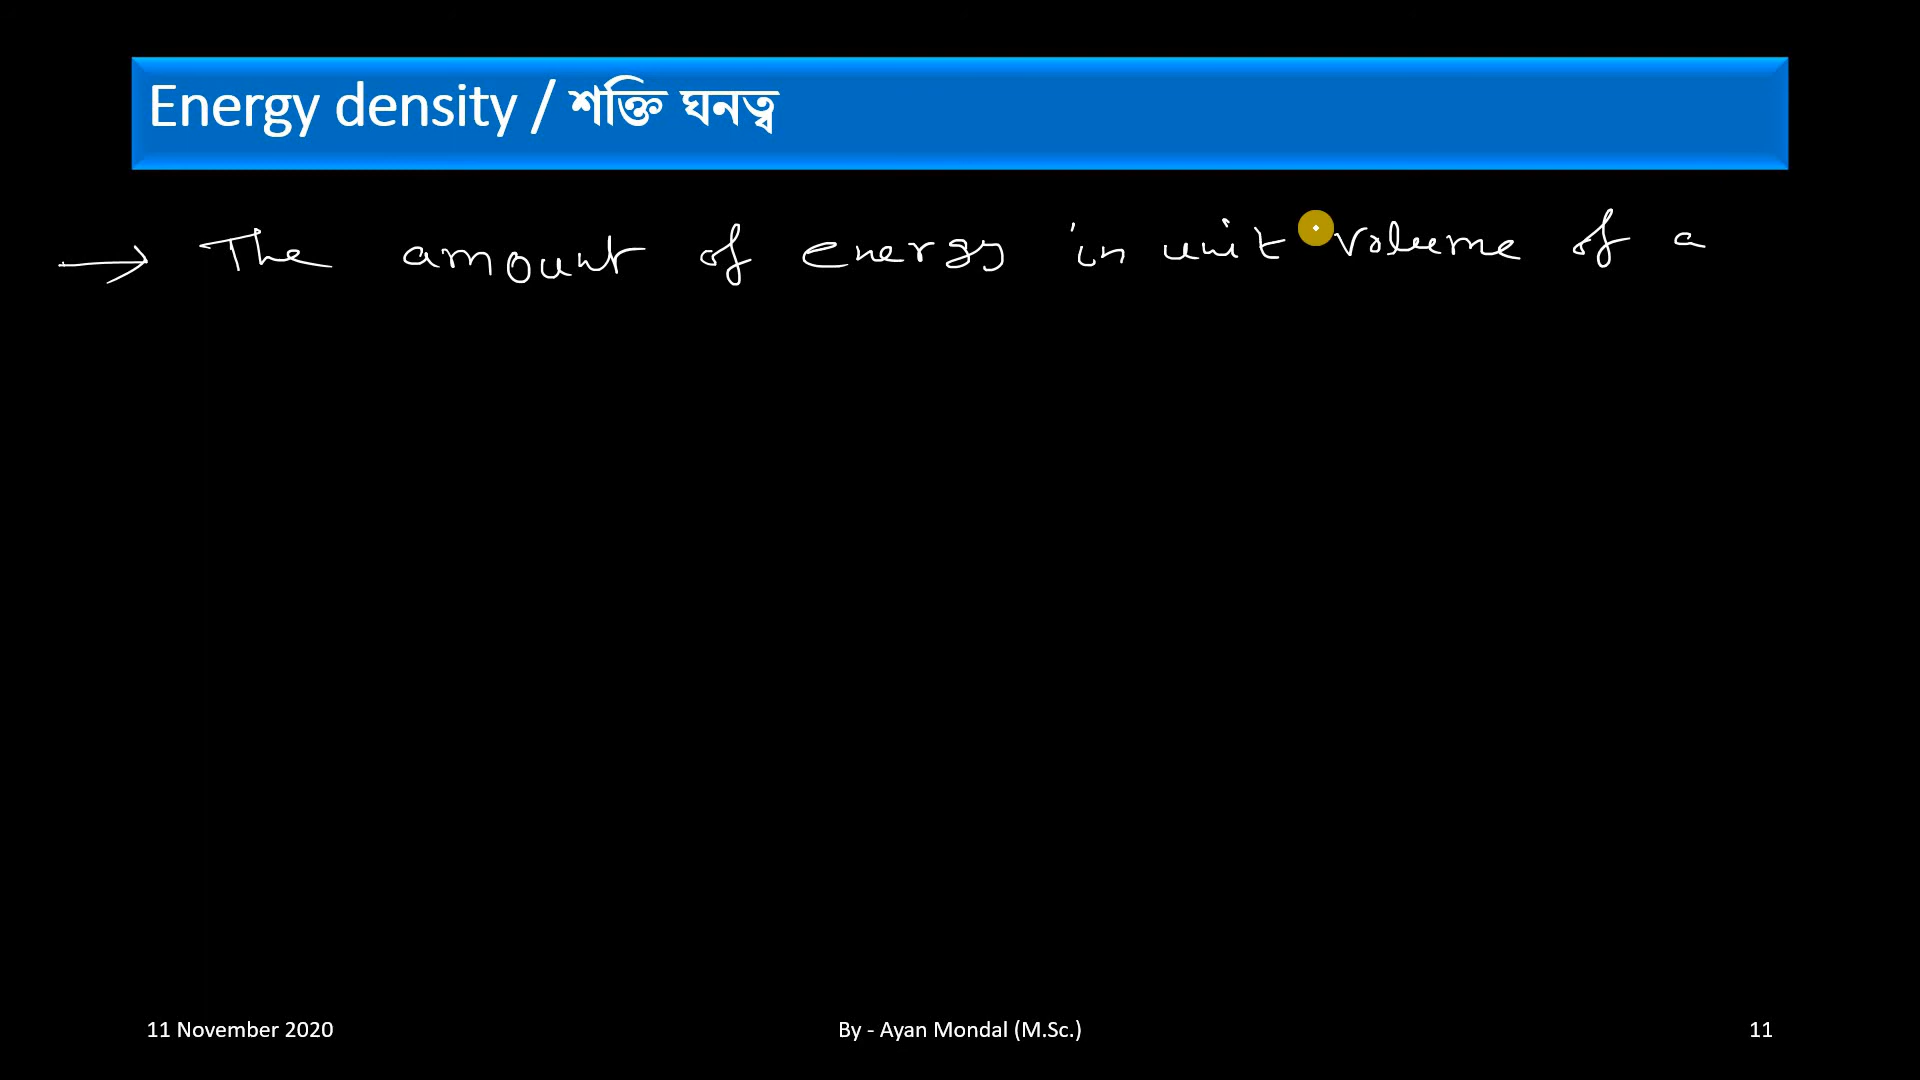 Energy density / শক্তি ঘনত্ব
→ The amount of energy in unit volume of a
11 November 2020
By - Ayan Mondal (M.Sc.)
11